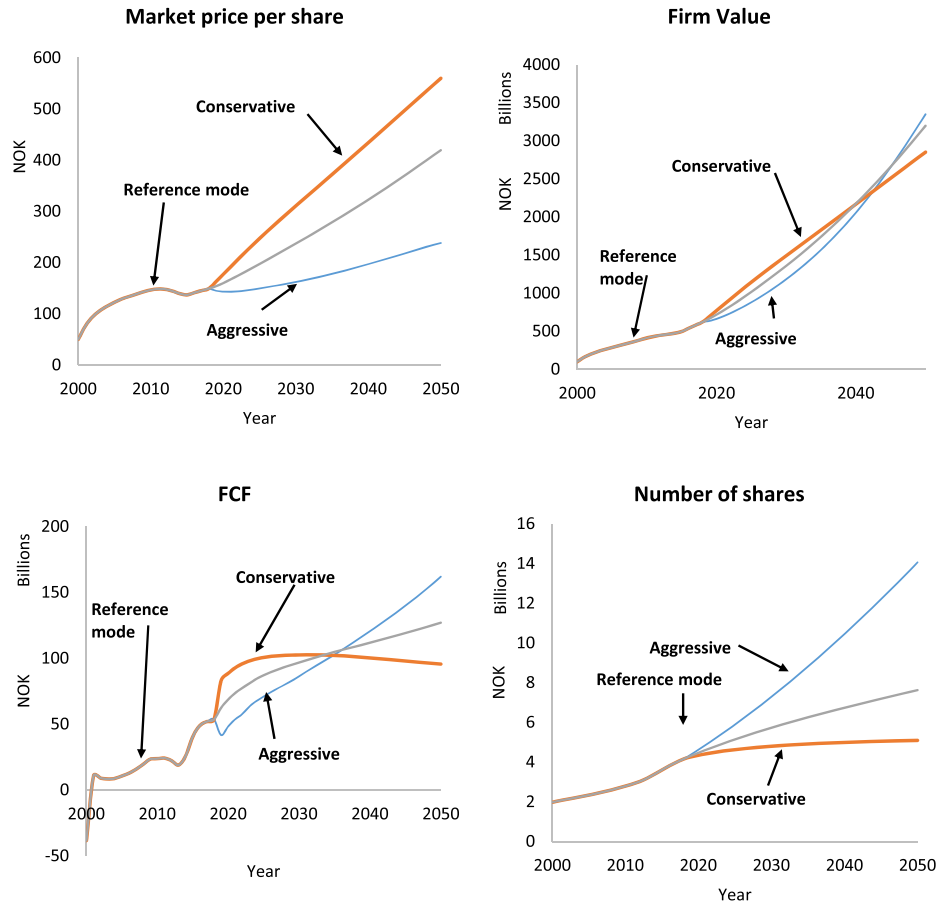 Market price per share
600
500
400
300
200
100
0
NOK
Conservative
Reference mode
Aggressive
2000 2010 2020 2030 2040 2050
Year
Firm Value
4000
3500
3000
2500
2000
1500
1000
500
0
Billions
NOK
Conservative
Reference
mode
Aggressive
2000 2020 2040
Year
FCF
200
150
100
50
0
-50
Billions
NOK
Conservative
Reference
mode
Aggressive
2000 2010 2020 2030 2040 2050
Year
Number of shares
16
14
12
10
8
6
4
2
0
Billions
NOK
Aggressive
Reference mode
Conservative
2000 2010 2020 2030 2040 2050
Year